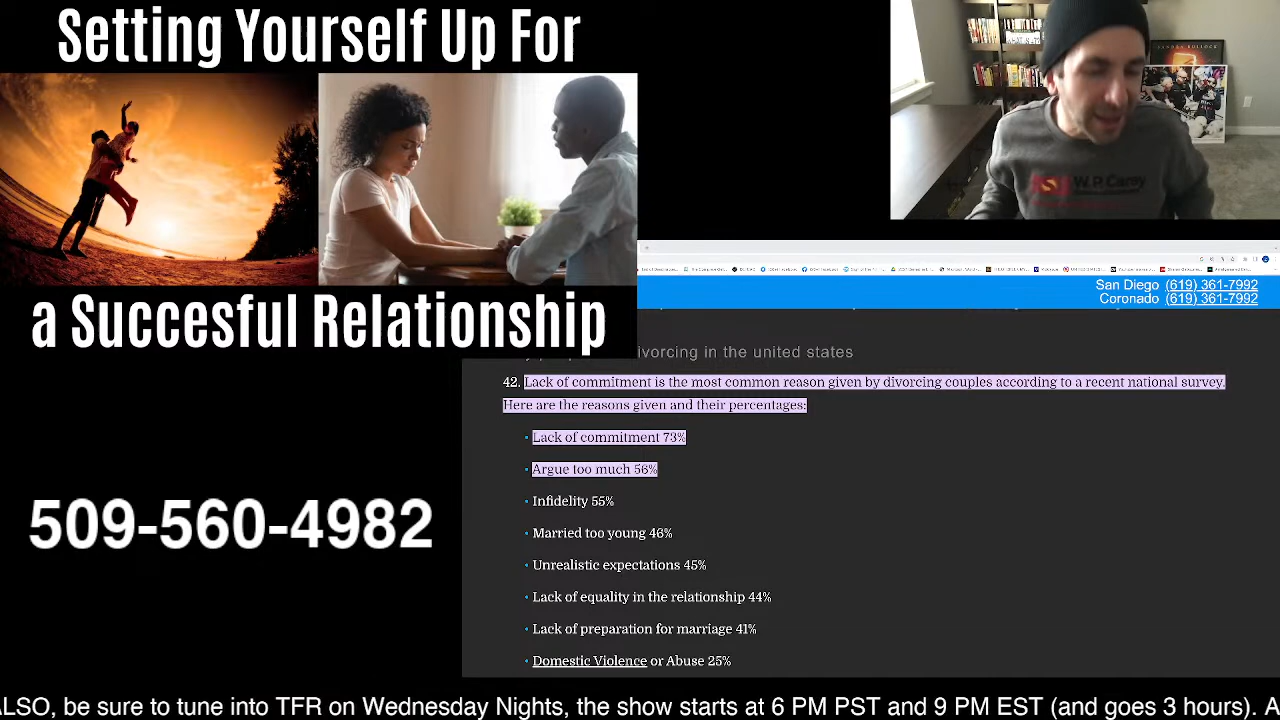 Setting Yourself Up For
a Succesful Relationship
W. P. Carey
San Diego (619) 361-7992
Coronado (619) 361-7992
divorcing in the united states
42. Lack of commitment is the most common reason given by divorcing couples according to a recent national survey.
Here are the reasons given and their percentages:
• Lack of commitment 73%
• Argue too much 56%
• Infidelity 55%
• Married too young 46%
• Unrealistic expectations 45%
• Lack of equality in the relationship 44%
• Lack of preparation for marriage 41%
• Domestic Violence or Abuse 25%
509-560-4982
ALSO, be sure to tune into TFR on Wednesday Nights, the show starts at 6 PM PST and 9 PM EST (and goes 3 hours). A